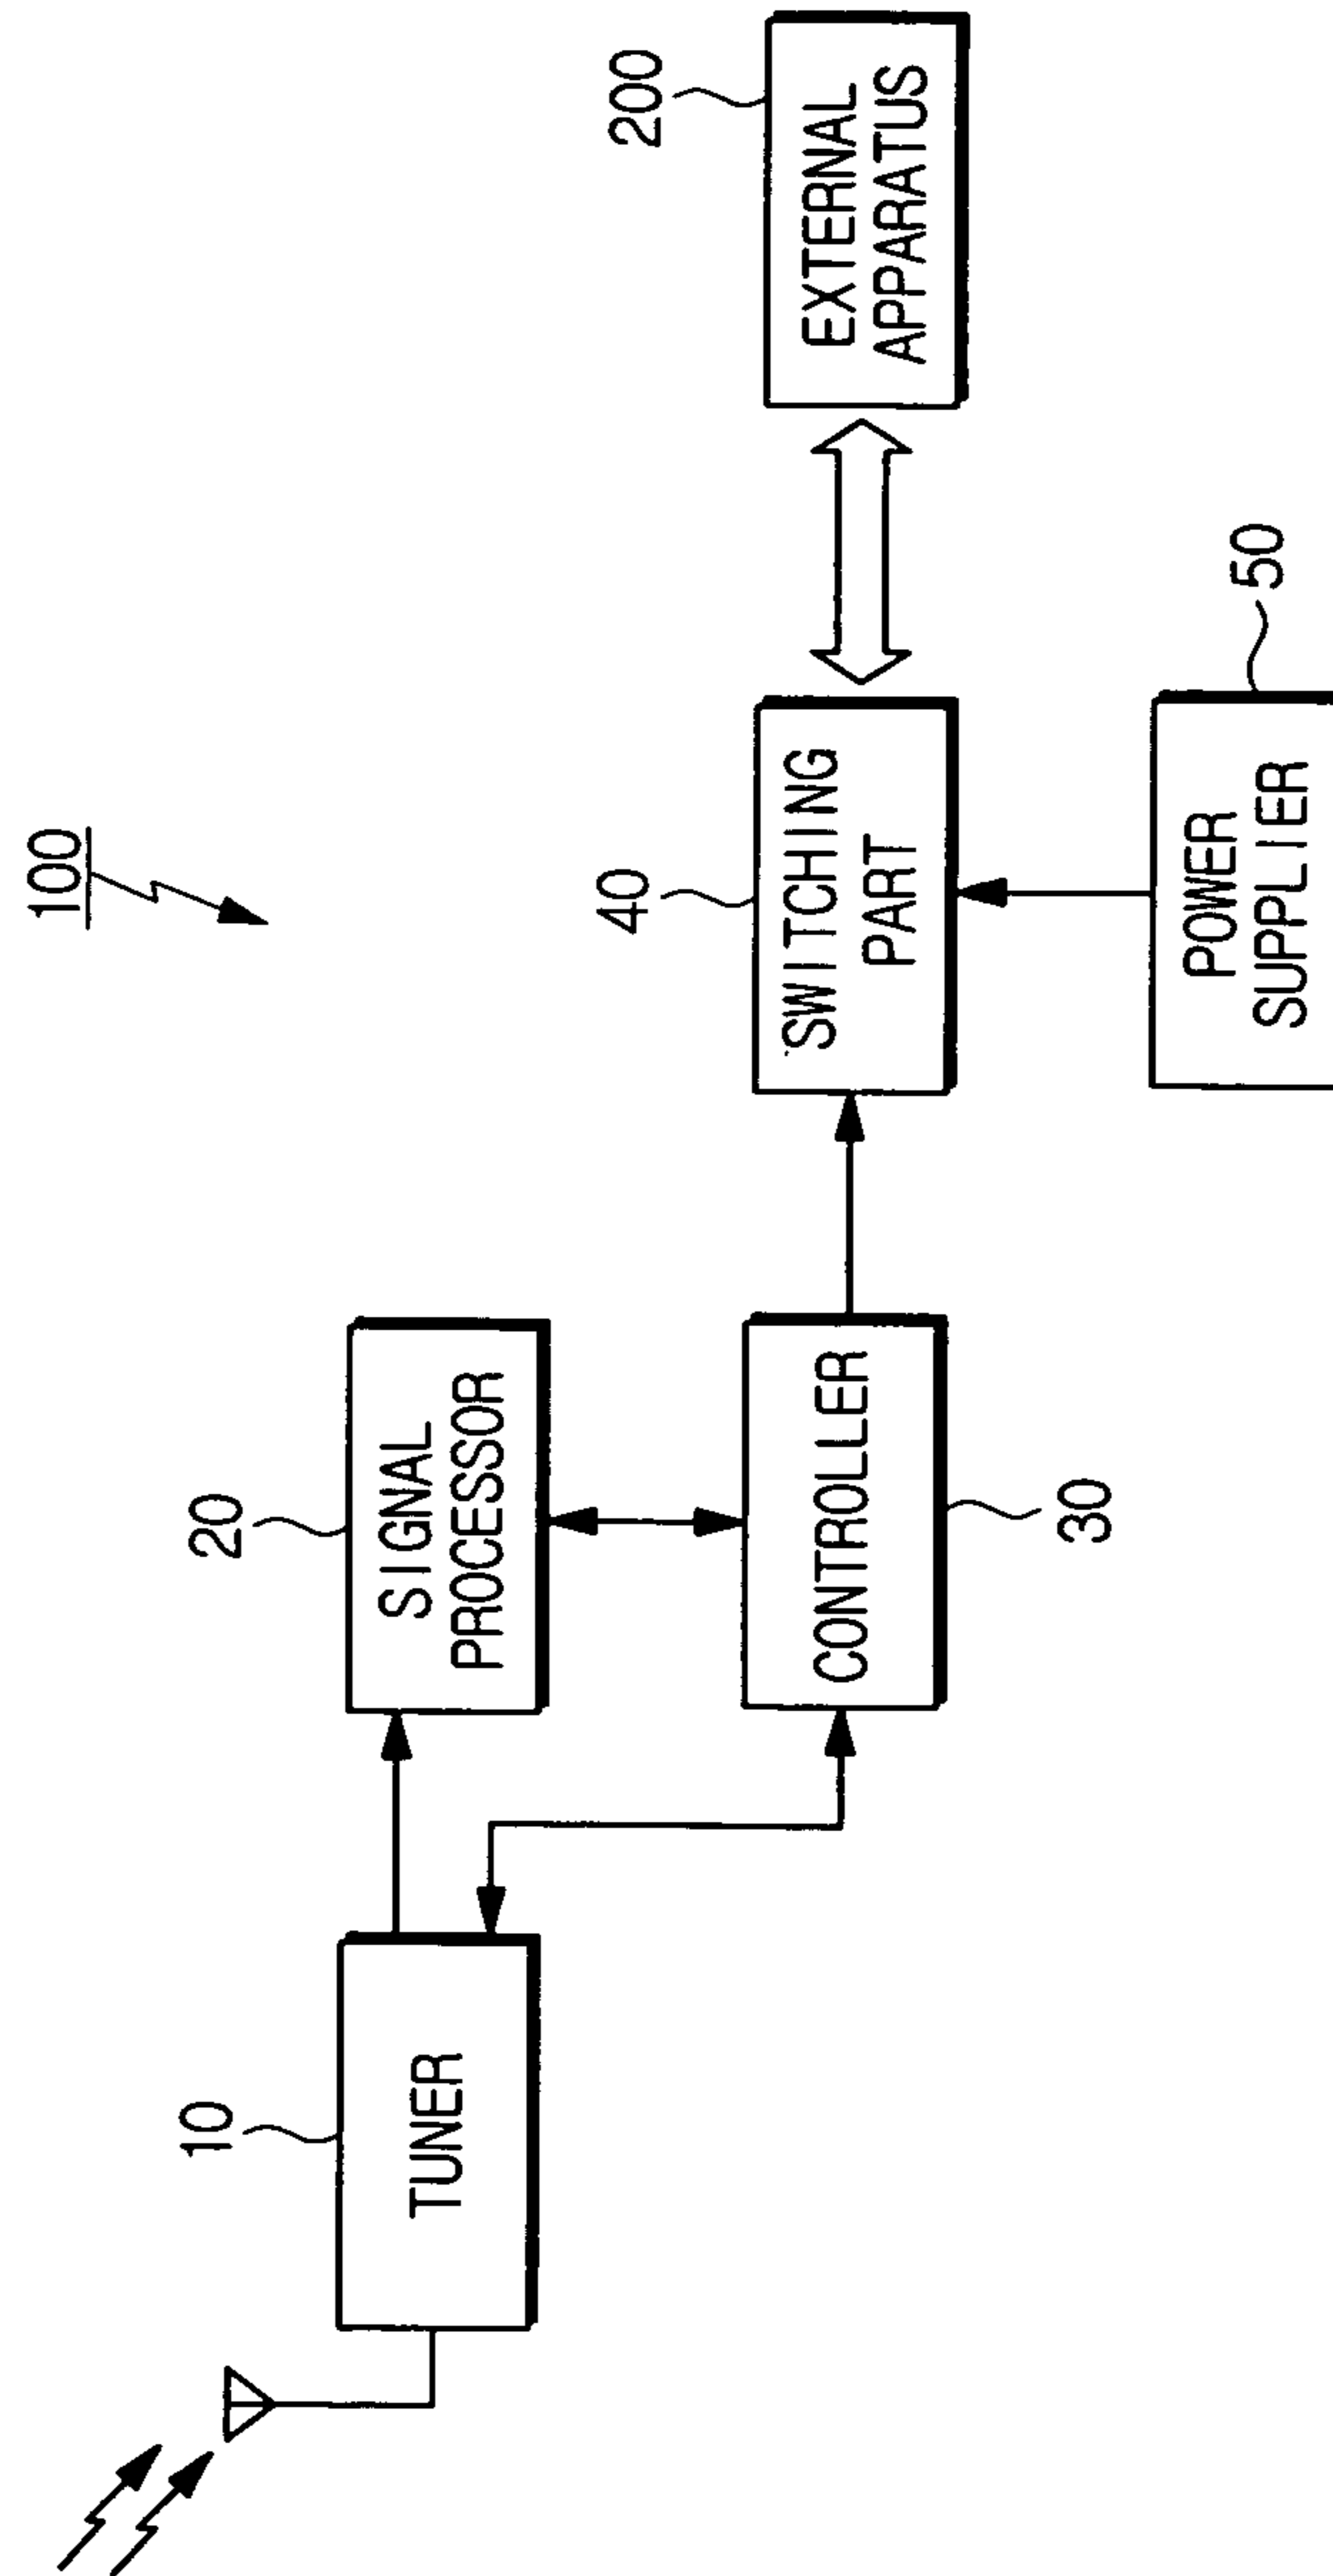 100
10
TUNER
20
SIGNAL
PROCESSOR
CONTROLLER
30
40
SWITCHING
PART
POWER
SUPPLIER
50
200
EXTERNAL
APPARATUS